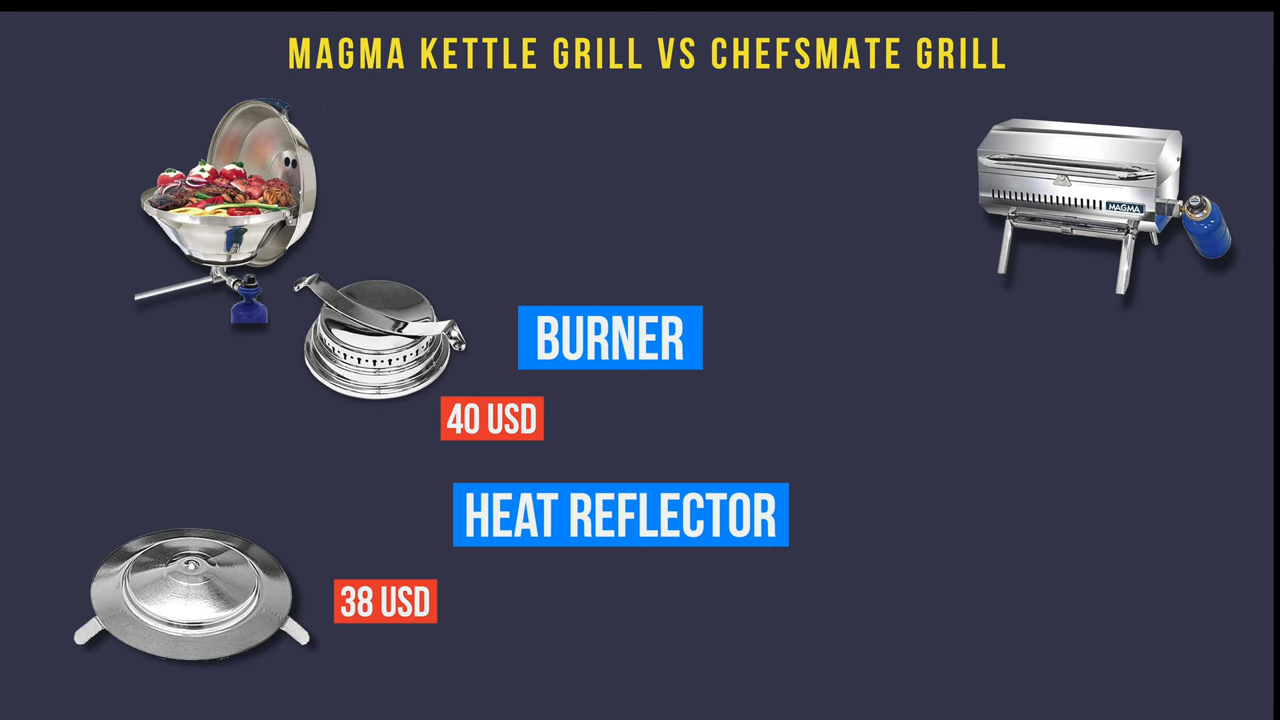 MAGMA KETTLE GRILL VS CHEFSMATE GRILL
MAGMA
BURNER
40 USD
HEAT REFLECTOR
38 USD